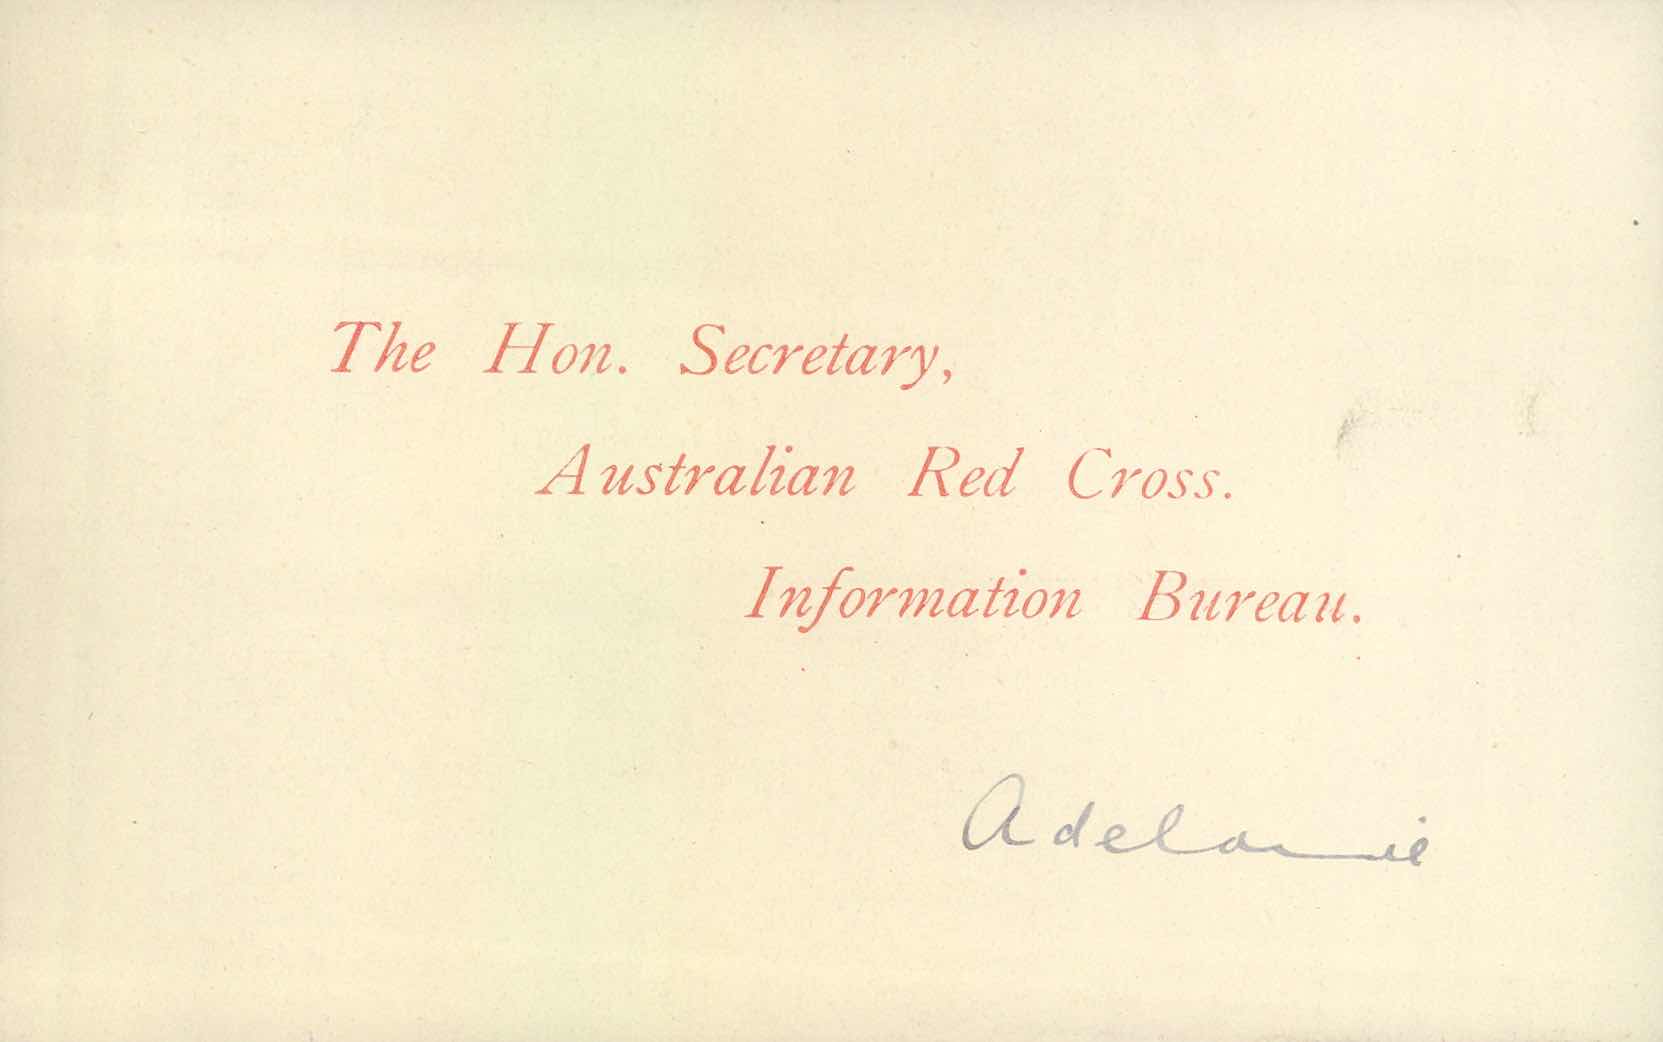 The Hon. Secretary,
Australian Red Cross.
Information Bureau.
Adelaide